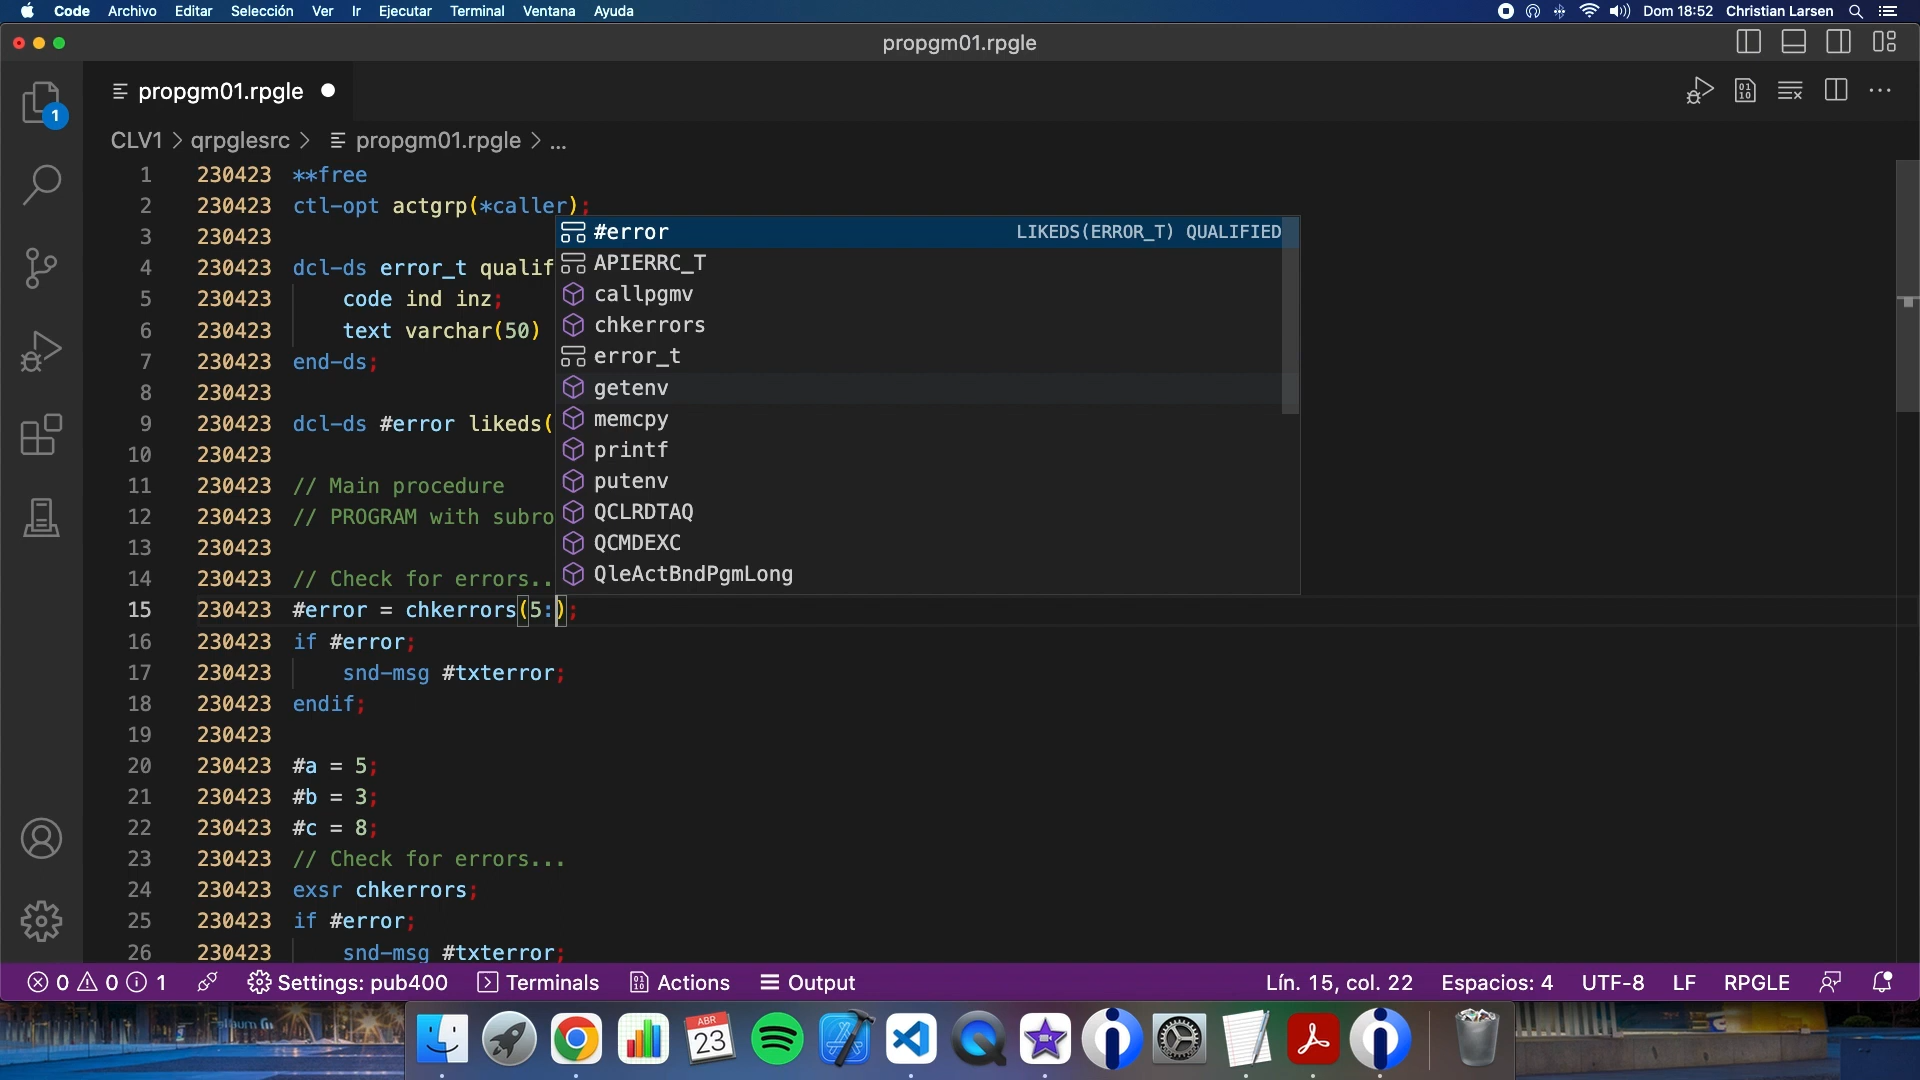 Code Archivo Editar Selección Ver Ir Ejecutar Terminal Ventana Ayuda Dom 18:52 Christian Larsen
propgm01.rpgle
propgm01.rpgle
1
CLV1 > qrpglesrc > propgm01.rpgle > ...
1 230423 **free
2 230423 ctl-opt actgrp(*caller);
3 230423
4 230423 dcl-ds error_t qualif
5 230423 code ind inz;
6 230423 text varchar(50)
7 230423 end-ds;
8 230423
9 230423 dcl-ds #error likeds(
10 230423
11 230423 // Main procedure
12 230423 // PROGRAM with subro
13 230423
14 230423 // Check for errors..
15 230423 #error = chkerrors(5:);
16 230423 if #error;
17 230423 snd-msg #txterror;
18 230423 endif;
19 230423
20 230423 #a = 5;
21 230423 #b = 3;
22 230423 #c = 8;
23 230423 // Check for errors...
24 230423 exsr chkerrors;
25 230423 if #error;
26 230423 snd-msg #txterror;
#error LIKEDS(ERROR_T) QUALIFIED
APIERRC_T
callpgmv
chkerrors
error_t
getenv
memcpy
printf
putenv
QCLRDTAQ
QCMDEXC
QleActBndPgmLong
0 0 1 Settings: pub400 Terminals Actions Output Lín. 15, col. 22 Espacios: 4 UTF-8 LF RPGLE
ABR
23